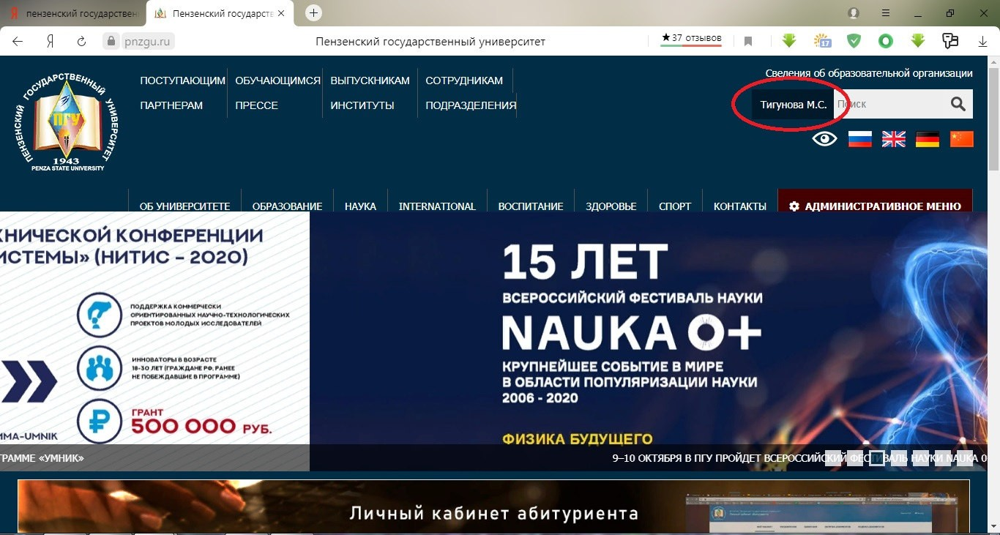 пензенский государствен
Пензенский государств
pnzgu.ru
Пензенский государственный университет
★37 отзывов
17
ПЕНЗЕНСКИЙ ГОСУДАРСТВЕННЫЙ УНИВЕРСИТЕТ
ПГУ
1943
PENZA STATE UNIVERSITY
ПОСТУПАЮЩИМ ОБУЧАЮЩИМСЯ ВЫПУСКНИКАМ СОТРУДНИКАМ
ПАРТНЕРАМ ПРЕССЕ ИНСТИТУТЫ ПОДРАЗДЕЛЕНИЯ
Сведения об образовательной организации
Тигунова М.С. Поиск
ОБ УНИВЕРСИТЕТЕ ОБРАЗОВАНИЕ НАУКА INTERNATIONAL ВОСПИТАНИЕ ЗДОРОВЬЕ СПОРТ КОНТАКТЫ АДМИНИСТРАТИВНОЕ МЕНЮ
ХНИЧЕСКОЙ КОНФЕРЕНЦИИ
ИСТЕМЫ» (НИТИС – 2020)
ПОДДЕРЖКА КОММЕРЧЕСКИ
ОРИЕНТИРОВАННЫХ НАУЧНО-ТЕХНОЛОГИЧЕСКИХ
ПРОЕКТОВ МОЛОДЫХ ИССЛЕДОВАТЕЛЕЙ
ИННОВАТОРЫ В ВОЗРАСТЕ
18-30 ЛЕТ (ГРАЖДАНЕ РФ, РАНЕЕ
НЕ ПОБЕЖДАВШИЕ В ПРОГРАММЕ)
ГРАНТ
500 000 РУБ.
MMA-UMNIK
15 ЛЕТ
ВСЕРОССИЙСКИЙ ФЕСТИВАЛЬ НАУКИ
NAUKA 0+
КРУПНЕЙШЕЕ СОБЫТИЕ В МИРЕ
В ОБЛАСТИ ПОПУЛЯРИЗАЦИИ НАУКИ
2006 - 2020
ФИЗИКА БУДУЩЕГО
ГРАММЕ «УМНИК»
9–10 ОКТЯБРЯ В ПГУ ПРОЙДЕТ ВСЕРОССИЙСКИЙ ФЕСТИВАЛЬ НАУКИ NAUKA 0
Личный кабинет абитуриента